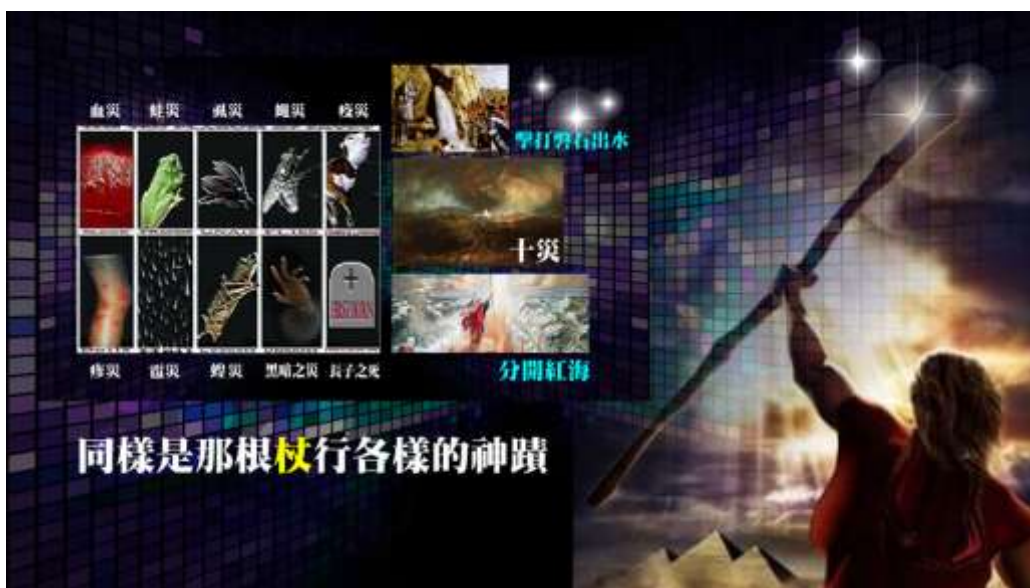 血災 蛙災 虱災 蠅災 疫災
擊打磐石出水
十災
FIRSTBORN
疹災 雹災 蝗災 黑暗之災 長子之死
分開紅海
同樣是那根杖行各樣的神蹟